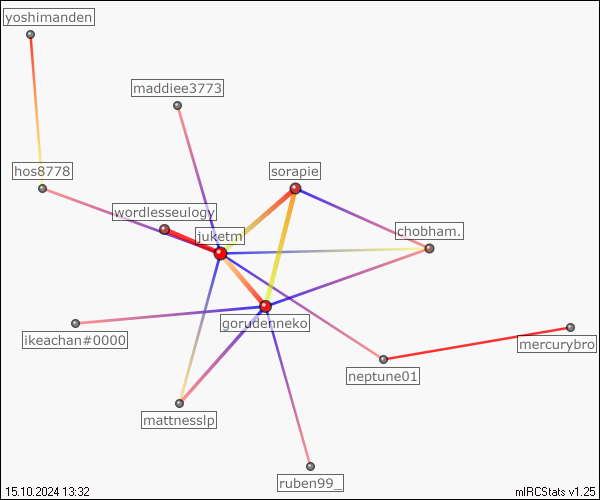 yoshimanden
maddiee3773
hos8778
sorapie
wordlesseulogy
chobham.
juketm
gorudenneko
ikeachan#0000
mercurybro
neptune01
mattnesslp
ruben99_
15.10.2024 13:32
mIRCStats v1.25